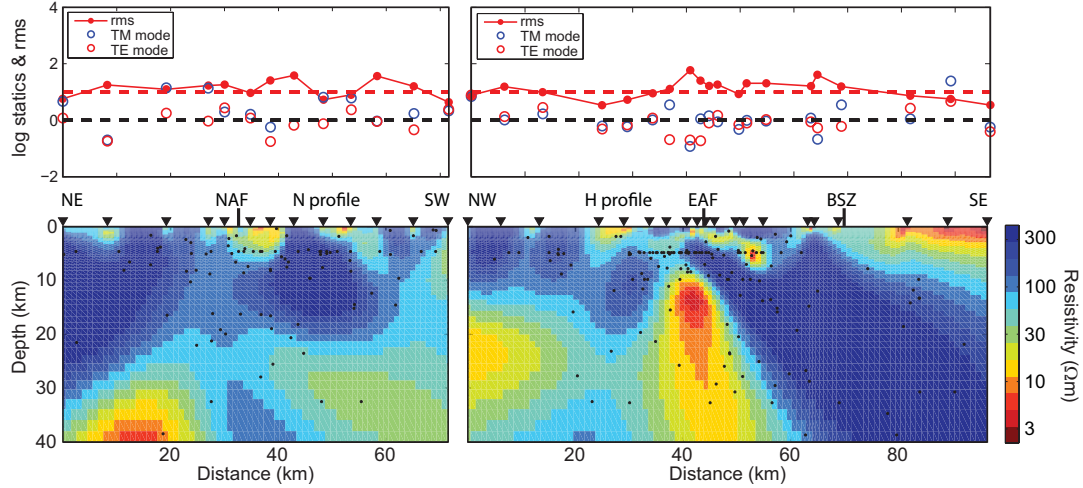 log statics & rms
4
2
0
−2
rms
TM mode
TE mode
rms
TM mode
TE mode
NE
NAF
N profile
SW
NW
H profile
EAF
BSZ
SE
Depth (km)
0
10
20
30
40
20
40
60
Distance (km)
20
40
60
80
Distance (km)
300
100
30
10
3
Resistivity (Ωm)